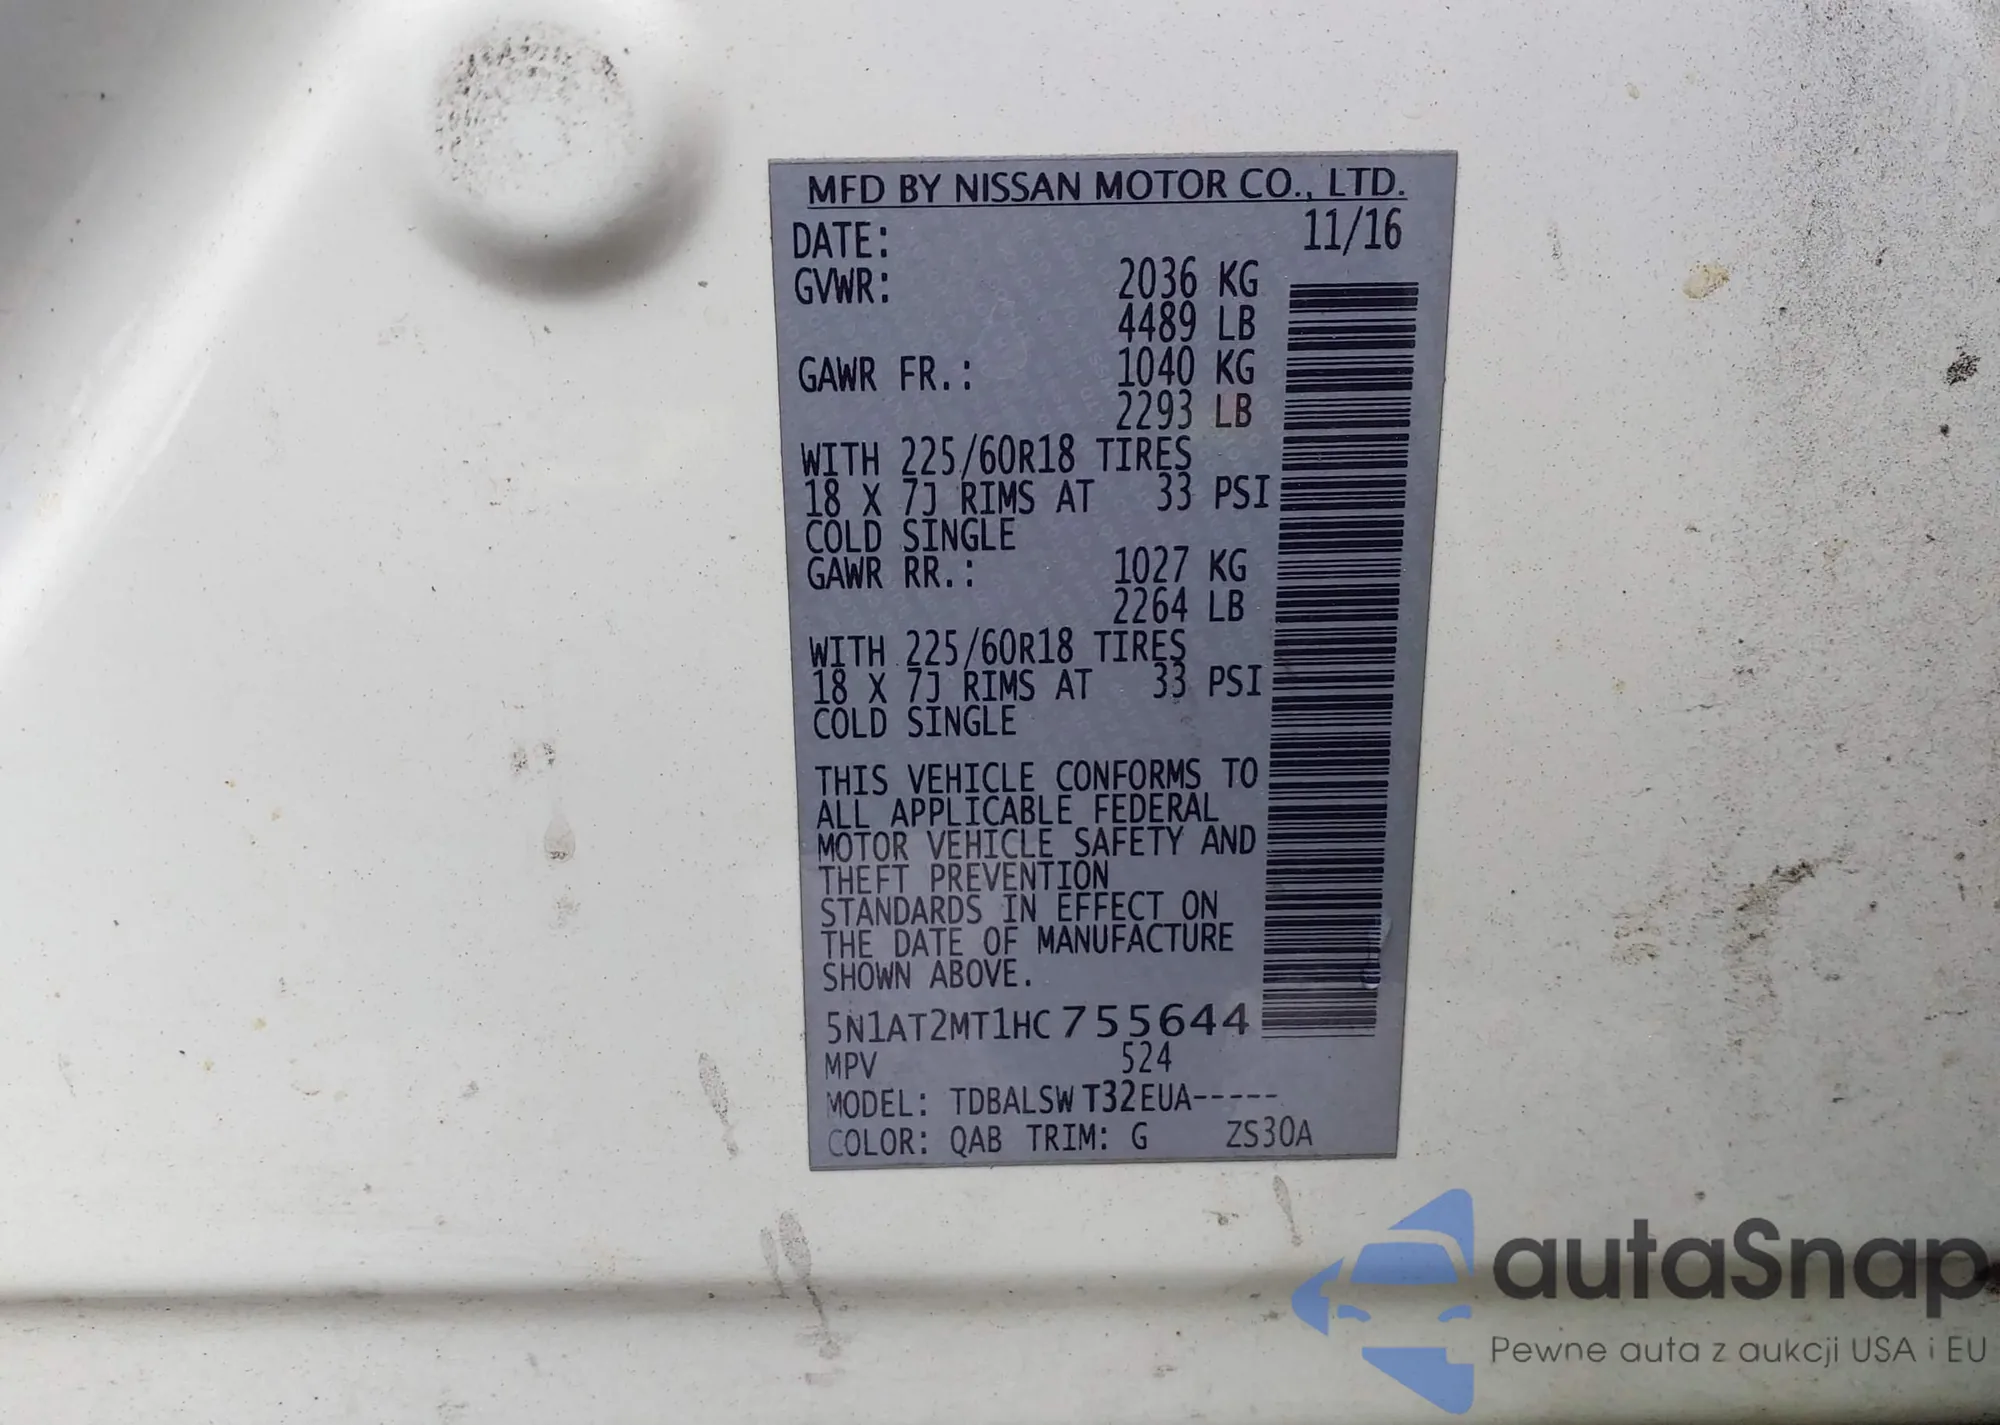 MFD BY NISSAN MOTOR CO., LTD.
DATE: 11/16
GVWR: 2036 KG
4489 LB
GAWR FR.: 1040 KG
2293 LB
WITH 225/60R18 TIRES
18 X 7J RIMS AT 33 PSI
COLD SINGLE
GAWR RR.: 1027 KG
2264 LB
WITH 225/60R18 TIRES
18 X 7J RIMS AT 33 PSI
COLD SINGLE
THIS VEHICLE CONFORMS TO
ALL APPLICABLE FEDERAL
MOTOR VEHICLE SAFETY AND
THEFT PREVENTION
STANDARDS IN EFFECT ON
THE DATE OF MANUFACTURE
SHOWN ABOVE.
5N1AT2MT1HC755644
MPV 524
MODEL: TDBALSWT32EUA-----
COLOR: QAB TRIM: G ZS30A
autaSnap
Pewne auta z aukcji USA i EU